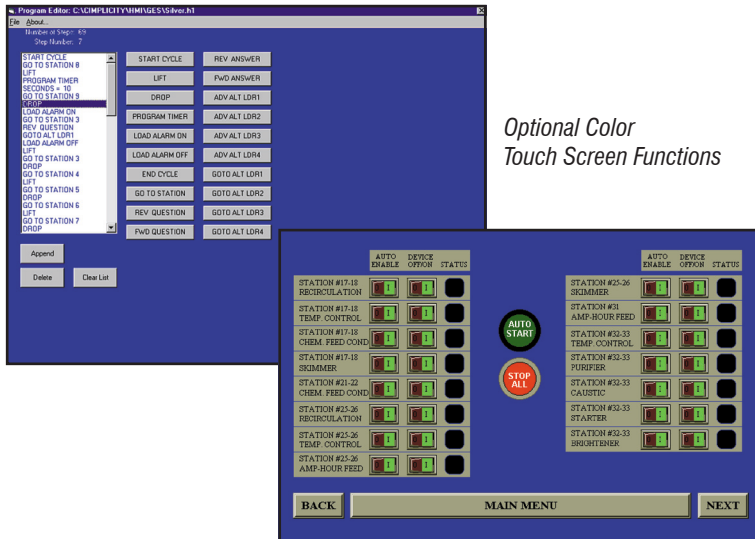 Program Editor: C:\CIMPLICITY\HMI\GES\Silver.h1
File About...
Number of Steps: 69
Step Number: 7
START CYCLE
GO TO STATION 8
LIFT
PROGRAM TIMER
SECONDS = 10
GO TO STATION 9
DROP
LOAD ALARM ON
GO TO STATION 3
REV QUESTION
GOTO ALT LDR1
LOAD ALARM OFF
LIFT
GO TO STATION 3
DROP
GO TO STATION 4
LIFT
GO TO STATION 5
DROP
GO TO STATION 6
LIFT
GO TO STATION 7
DROP
START CYCLE
LIFT
DROP
PROGRAM TIMER
LOAD ALARM ON
LOAD ALARM OFF
END CYCLE
GO TO STATION
REV QUESTION
FWD QUESTION
REV ANSWER
FWD ANSWER
ADV ALT LDR1
ADV ALT LDR2
ADV ALT LDR3
ADV ALT LDR4
GOTO ALT LDR1
GOTO ALT LDR2
GOTO ALT LDR3
GOTO ALT LDR4
Append
Delete Clear List
Optional Color
Touch Screen Functions
AUTO DEVICE
ENABLE OFF/ON STATUS
STATION #17-18
RECIRCULATION
STATION #17-18
TEMP. CONTROL
STATION #17-18
CHEM. FEED COND
STATION #17-18
SKIMMER
STATION #21-22
CHEM. FEED COND
STATION #25-26
RECIRCULATION
STATION #25-26
TEMP. CONTROL
STATION #25-26
AMP-HOUR FEED
AUTO
START
STOP
ALL
AUTO DEVICE
ENABLE OFF/ON STATUS
STATION #25-26
SKIMMER
STATION #31
AMP-HOUR FEED
STATION #32-33
TEMP. CONTROL
STATION #32-33
PURIFIER
STATION #32-33
CAUSTIC
STATION #32-33
STARTER
STATION #32-33
BRIGHTENER
BACK MAIN MENU NEXT